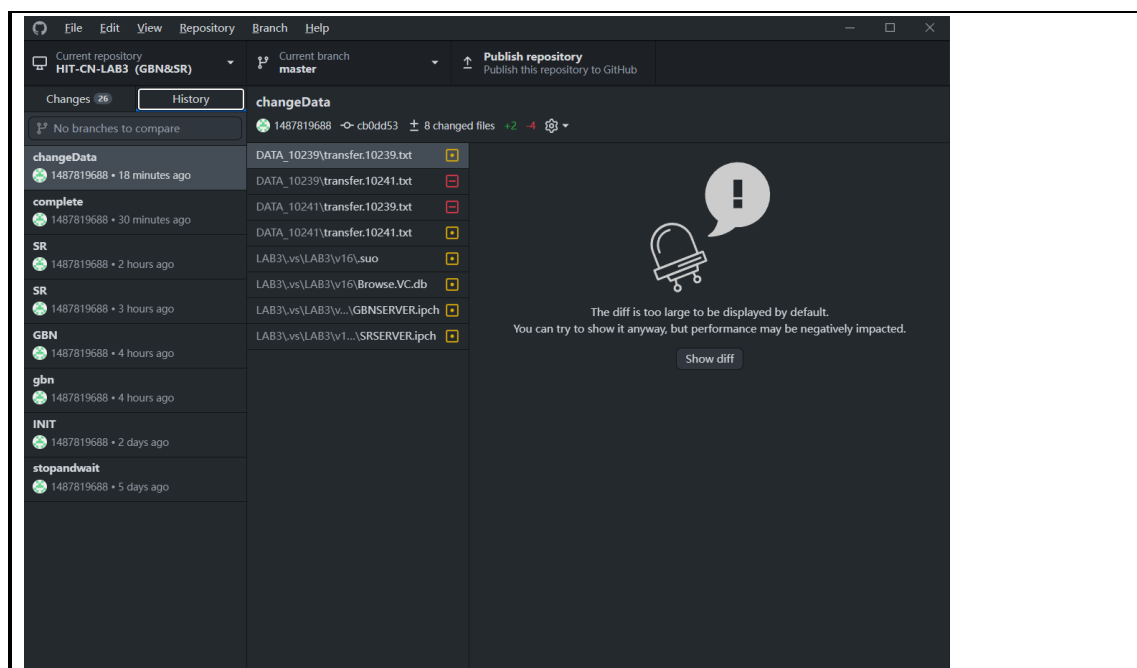 File Edit View Repository Branch Help
Current repository
HIT-CN-LAB3 (GBN&SR)
Current branch
master
Publish repository
Publish this repository to GitHub
Changes 26
History
No branches to compare
changeData
1487819688 • 18 minutes ago
complete
1487819688 • 30 minutes ago
SR
1487819688 • 2 hours ago
SR
1487819688 • 3 hours ago
GBN
1487819688 • 4 hours ago
gbn
1487819688 • 4 hours ago
INIT
1487819688 • 2 days ago
stopandwait
1487819688 • 5 days ago
changeData
1487819688 cb0dd53 8 changed files +2 -4
DATA_10239\transfer.10239.txt
DATA_10239\transfer.10241.txt
DATA_10241\transfer.10239.txt
DATA_10241\transfer.10241.txt
LAB3\.vs\LAB3\v16\.suo
LAB3\.vs\LAB3\v16\Browse.VC.db
LAB3\.vs\LAB3\v...\GBNSERVER.ipch
LAB3\.vs\LAB3\v1...\SRSERVER.ipch
The diff is too large to be displayed by default.
You can try to show it anyway, but performance may be negatively impacted.
Show diff